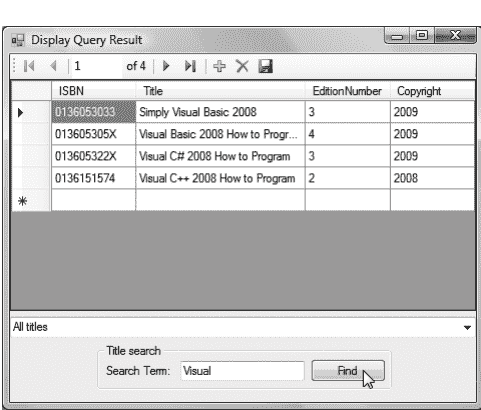 Display Query Result
1 of 4
ISBN Title EditionNumber Copyright
0136053033 Simply Visual Basic 2008 3 2009
013605305X Visual Basic 2008 How to Progr... 4 2009
013605322X Visual C# 2008 How to Program 3 2009
0136151574 Visual C++ 2008 How to Program 2 2008
All titles
Title search
Search Term: Visual Find